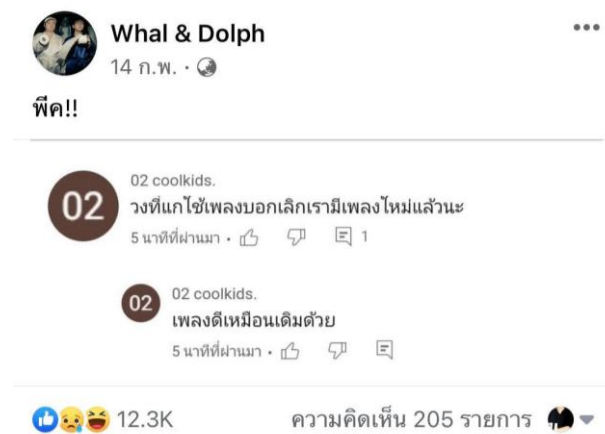 Whal & Dolph
14 ก.พ. ·
พีค!!
02 coolkids.
02
วงที่แกใช้เพลงบอกเลิกเรามีเพลงใหม่แล้วนะ
5 นาทีที่ผ่านมา · 1
02 coolkids.
02
เพลงดีเหมือนเดิมด้วย
5 นาทีที่ผ่านมา ·
12.3K ความคิดเห็น 205 รายการ